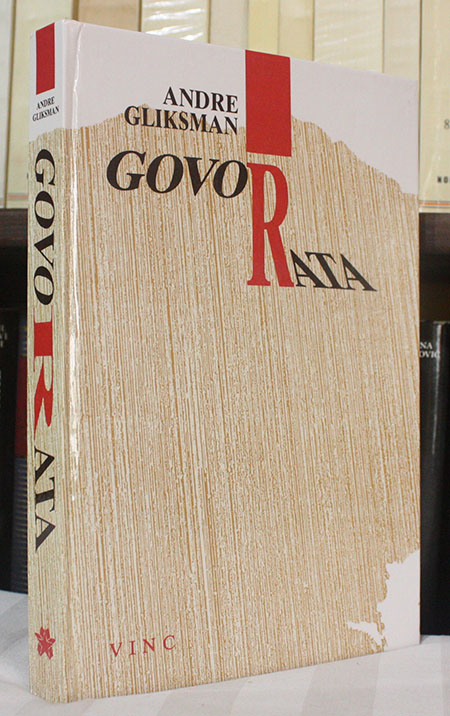 ANDRE
GLIKSMAN
GOVO
RATA
VINC
ANDRE
GLIKSMAN
GOVORATA